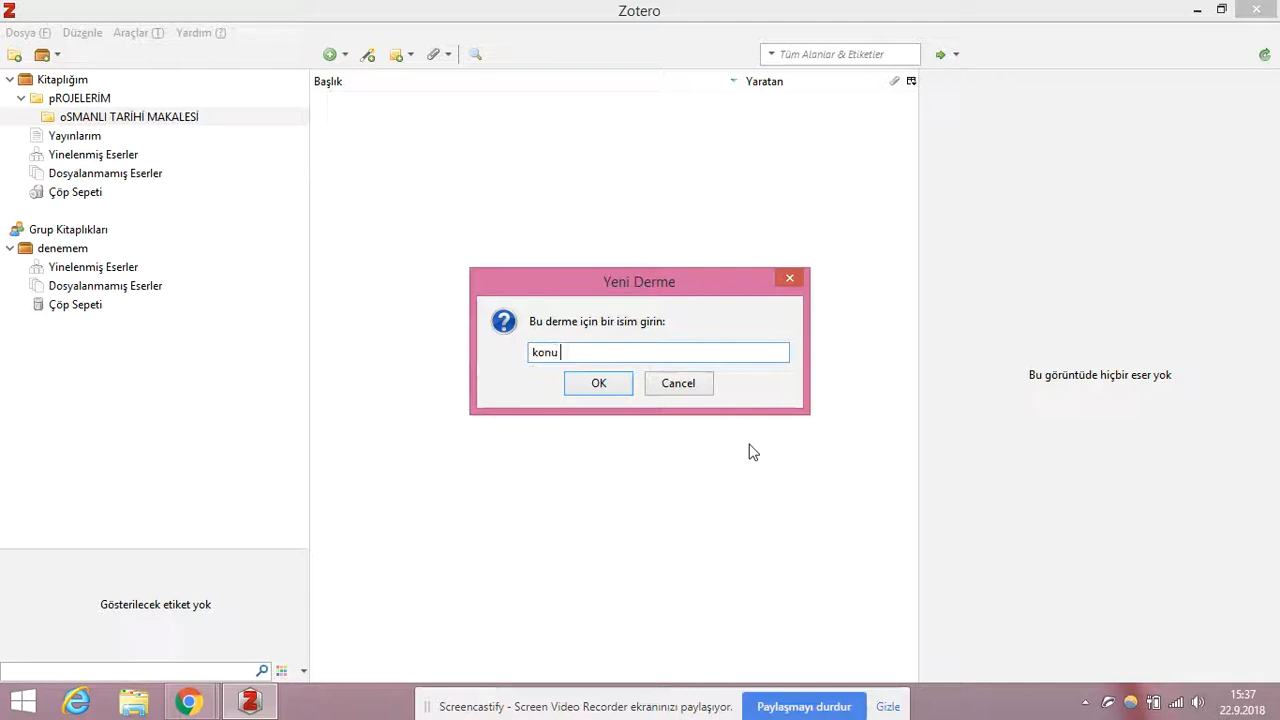 Zotero
Dosya (F) Düzenle Araçlar (T) Yardım (?)
Tüm Alanlar & Etiketler
Kitaplığım
pROJELERİM
oSMANLI TARİHİ MAKALESİ
Yayınlarım
Yinelenmiş Eserler
Dosyalanmamış Eserler
Çöp Sepeti
Grup Kitaplıkları
denemem
Yinelenmiş Eserler
Dosyalanmamış Eserler
Çöp Sepeti
Gösterilecek etiket yok
Başlık Yaratan
Yeni Derme
Bu derme için bir isim girin:
konu
OK Cancel
Bu görüntüde hiçbir eser yok
Screencastify - Screen Video Recorder ekranınızı paylaşıyor. Paylaşmayı durdur Gizle
15:37
22.9.2018